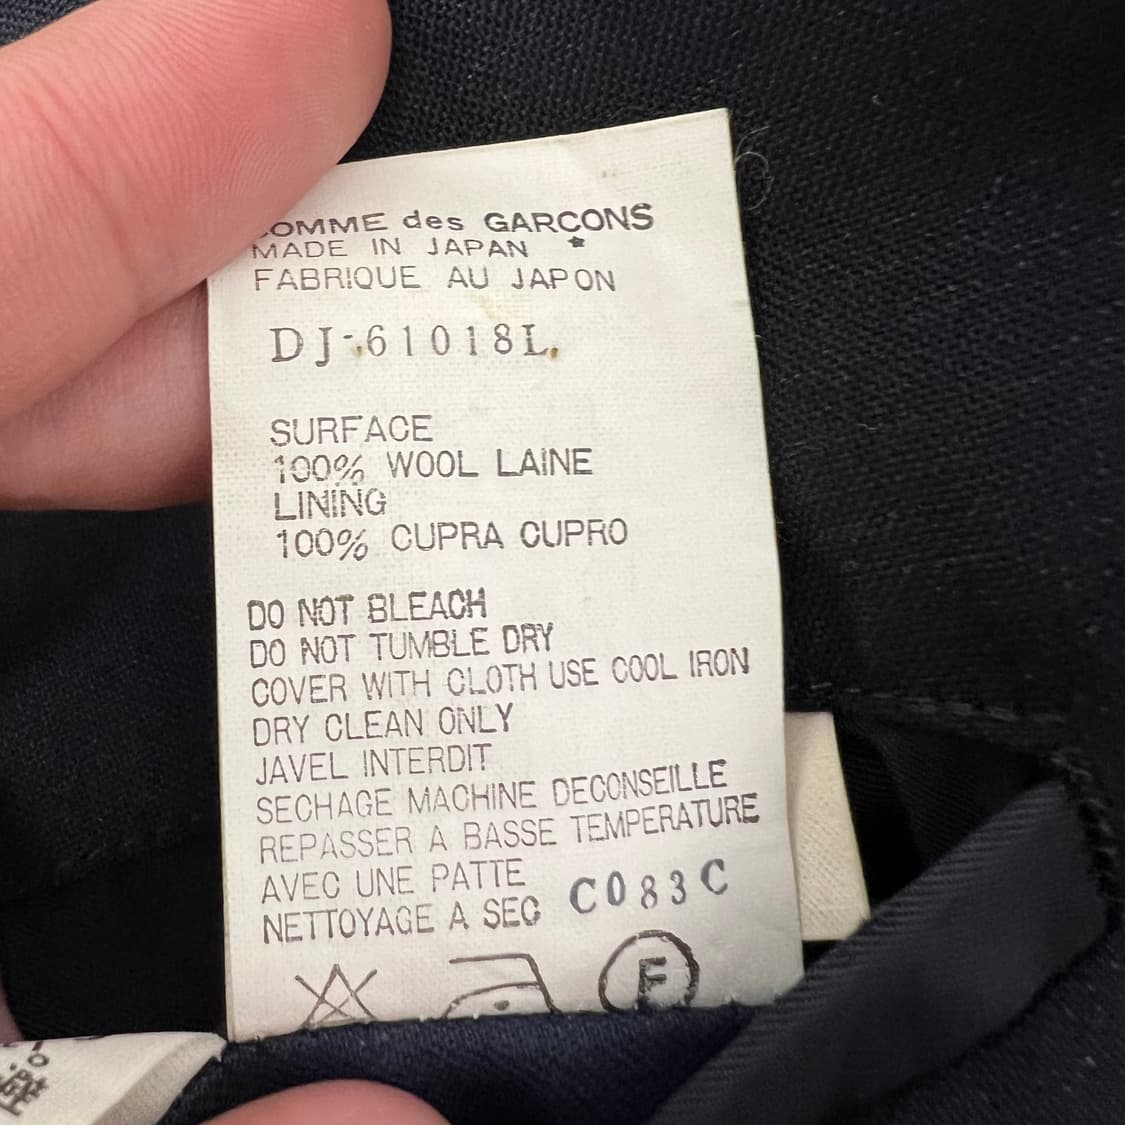 COMME des GARCONS
MADE IN JAPAN *
FABRIQUE AU JAPON
DJ-61018L
SURFACE
100% WOOL LAINE
LINING
100% CUPRA CUPRO
DO NOT BLEACH
DO NOT TUMBLE DRY
COVER WITH CLOTH USE COOL IRON
DRY CLEAN ONLY
JAVEL INTERDIT
SECHAGE MACHINE DECONSEILLE
REPASSER A BASSE TEMPERATURE
AVEC UNE PATTE
NETTOYAGE A SEC C083C
F